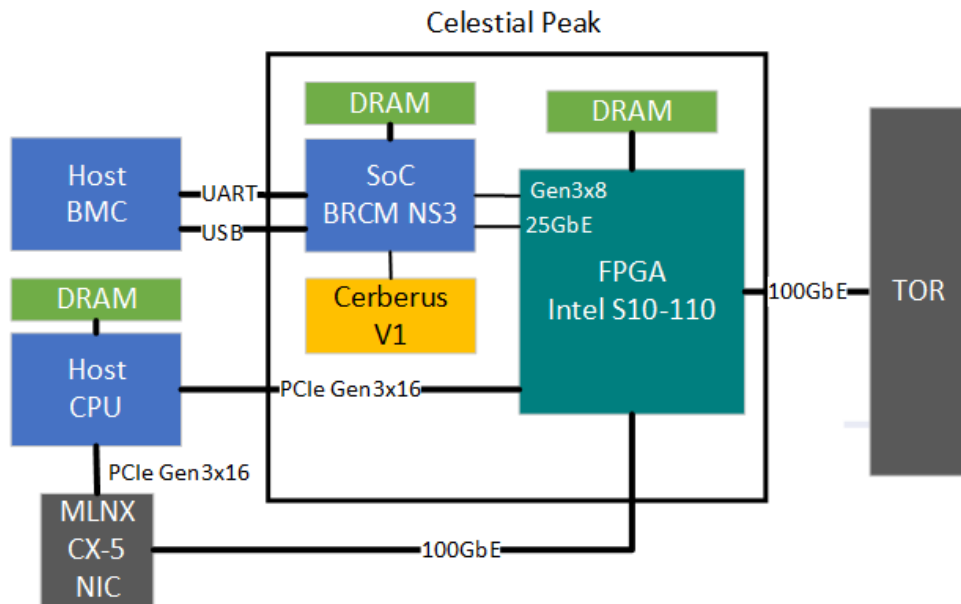 Celestial Peak
DRAM
DRAM
Host
BMC
UART
USB
SoC
BRCM NS3
Gen3x8
25GbE
FPGA
Intel S10-110
100GbE
TOR
Cerberus
V1
DRAM
Host
CPU
PCIe Gen3x16
PCIe Gen3x16
MLNX
CX-5
NIC
100GbE